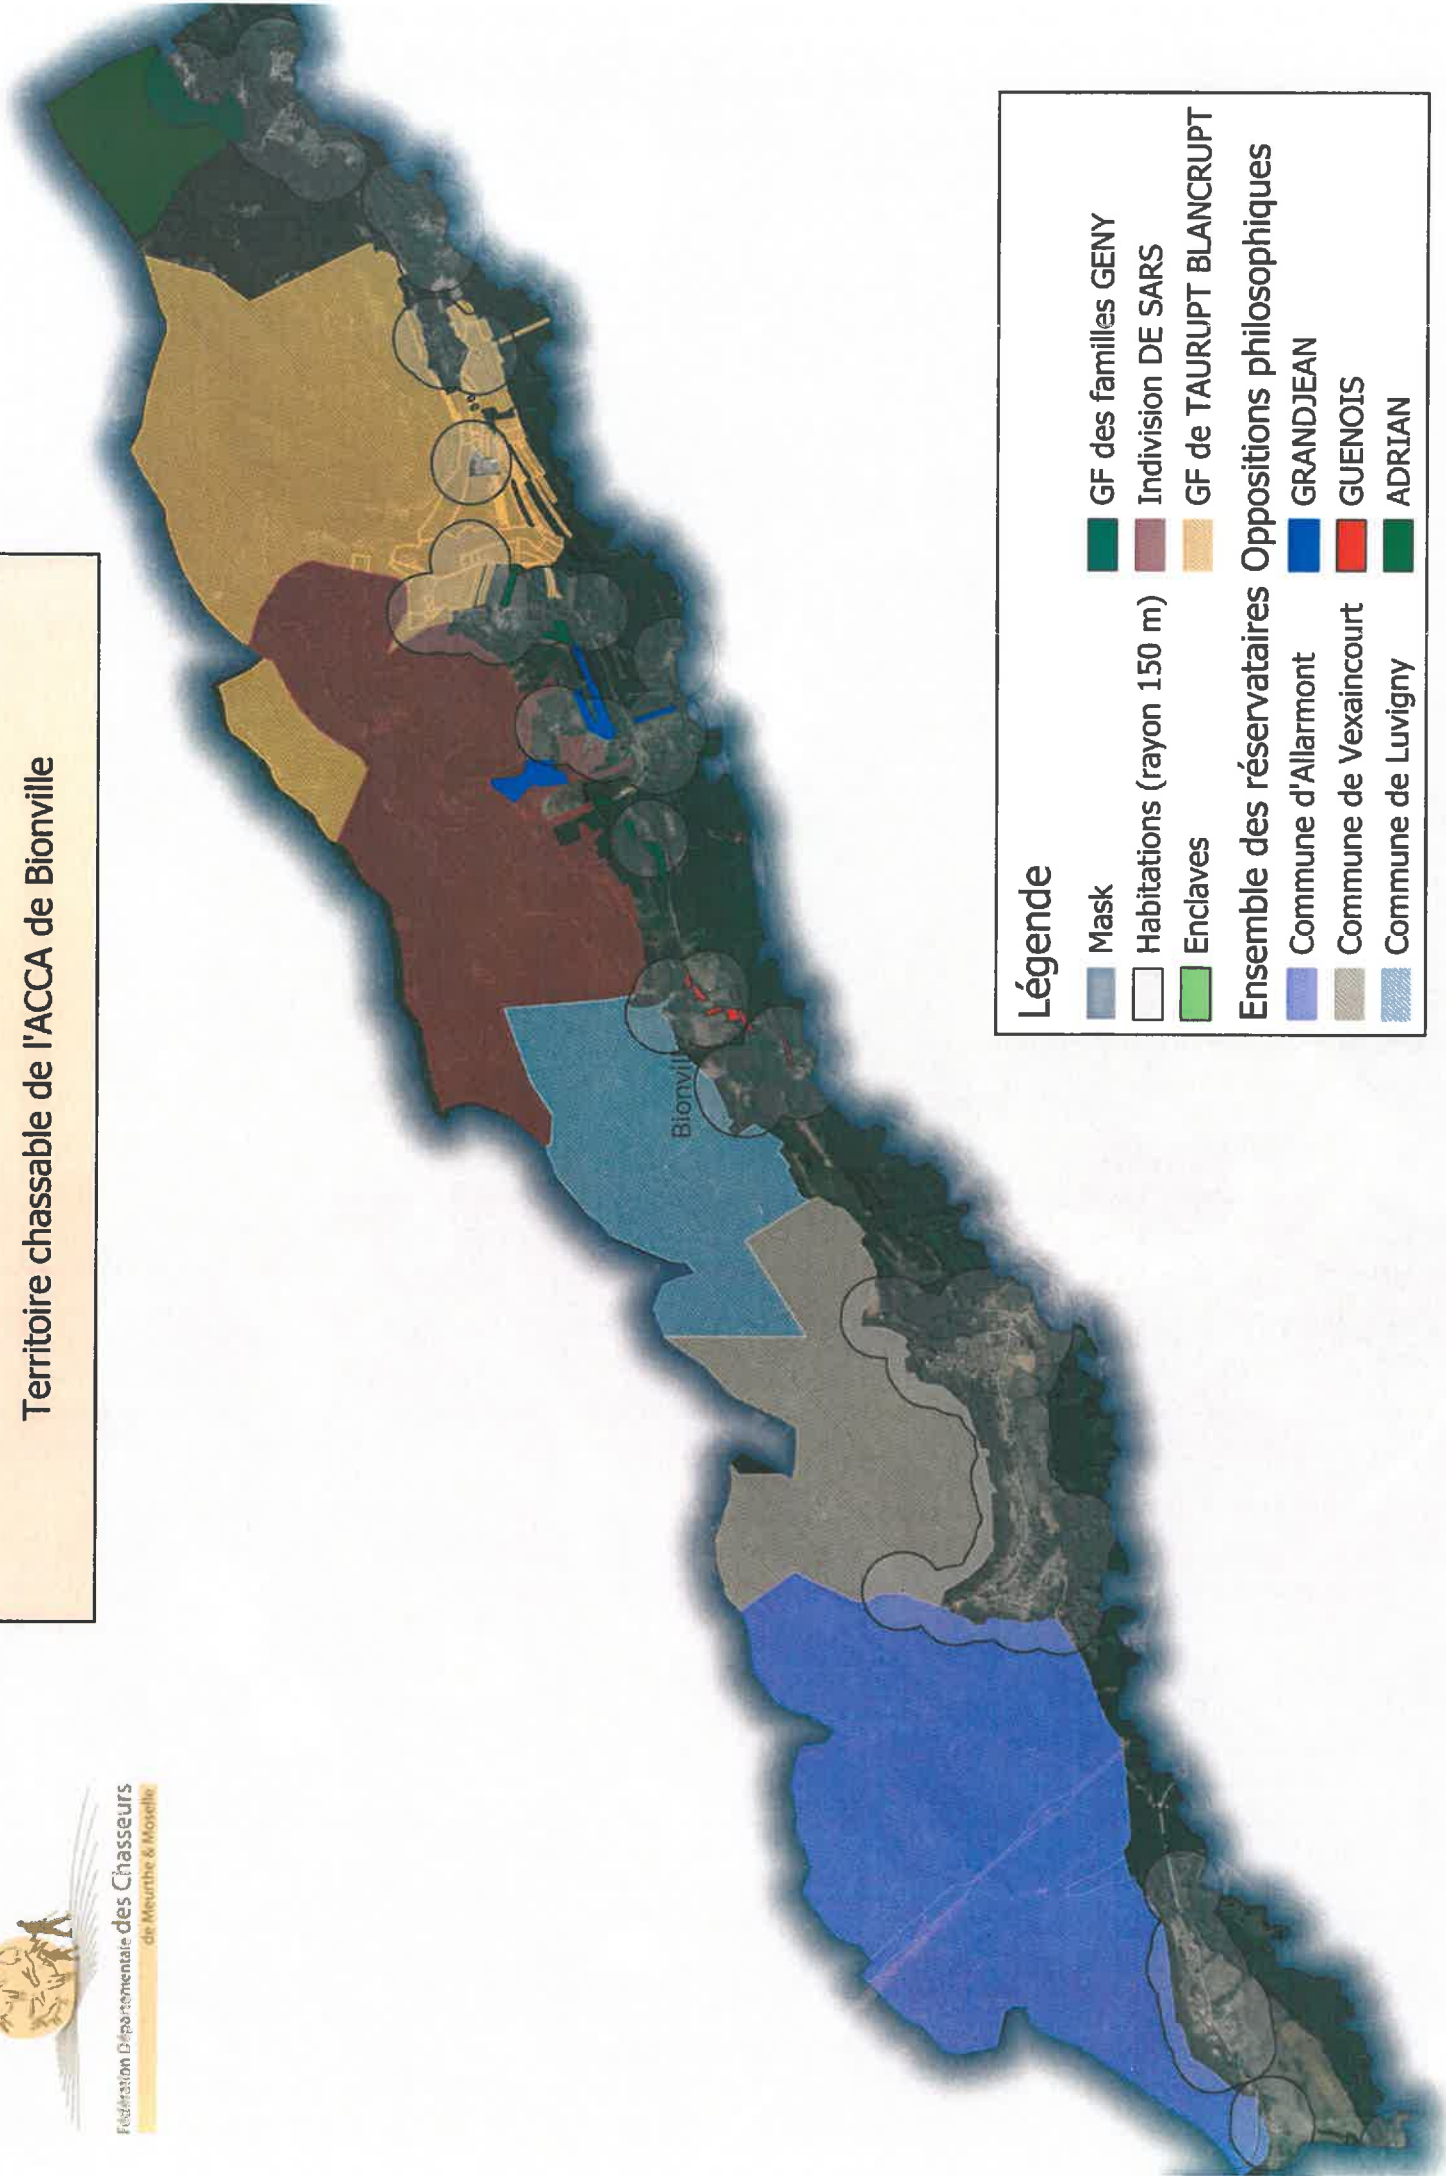 Territoire chassable de l'ACCA de Bionville
Fédération Départementale des Chasseurs
de Meurthe & Moselle
Bionvil
Légende
Mask
Habitations (rayon 150 m)
Enclaves
Ensemble des réservataires
Commune d'Allarmont
Commune de Vexaincourt
Commune de Luvigny
GF des familles GENY
Indivision DE SARS
GF de TAURUPT BLANCRUPT
Oppositions philosophiques
GRANDJEAN
GUENOIS
ADRIAN